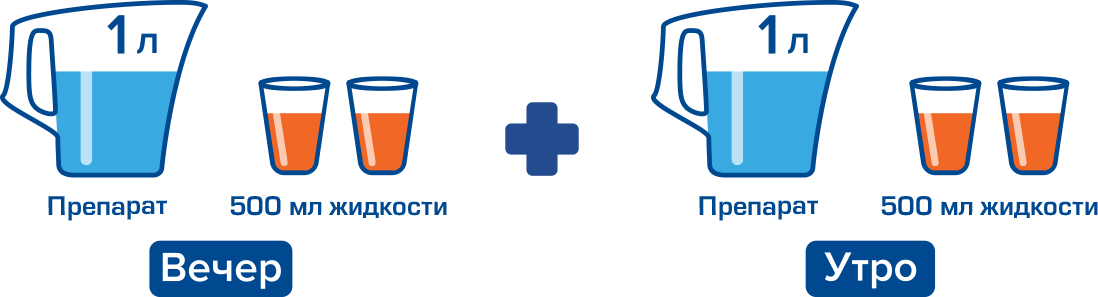 1 л
1 л
Препарат
500 мл жидкости
Препарат
500 мл жидкости
Вечер
Утро